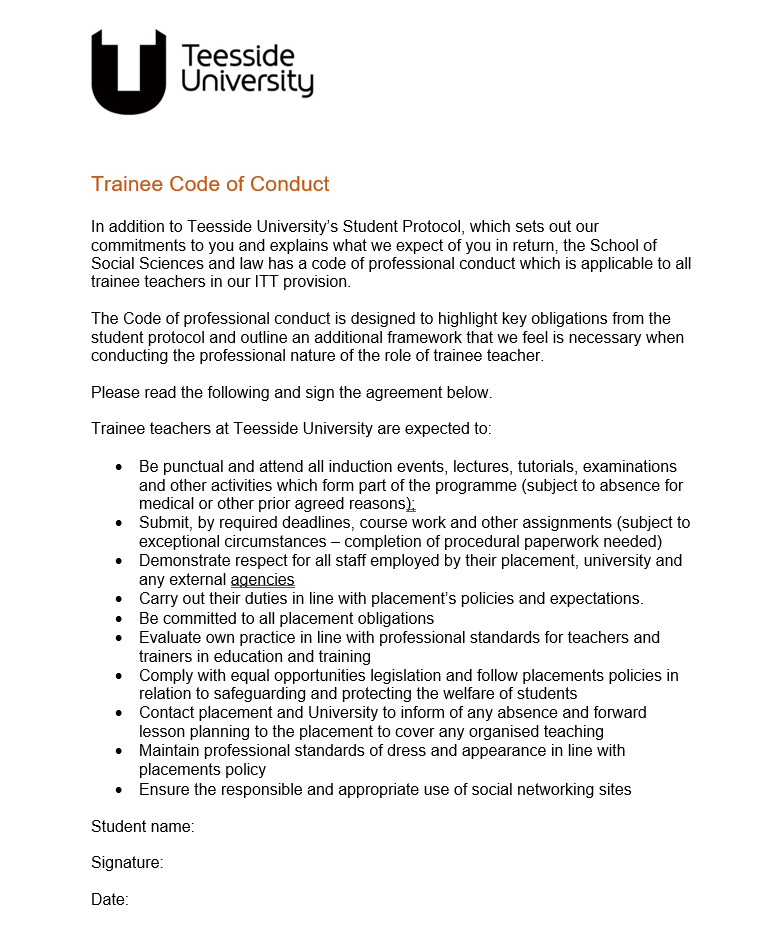 Teesside
University
Trainee Code of Conduct
In addition to Teesside University’s Student Protocol, which sets out our
commitments to you and explains what we expect of you in return, the School of
Social Sciences and law has a code of professional conduct which is applicable to all
trainee teachers in our ITT provision.
The Code of professional conduct is designed to highlight key obligations from the
student protocol and outline an additional framework that we feel is necessary when
conducting the professional nature of the role of trainee teacher.
Please read the following and sign the agreement below.
Trainee teachers at Teesside University are expected to:
• Be punctual and attend all induction events, lectures, tutorials, examinations
and other activities which form part of the programme (subject to absence for
medical or other prior agreed reasons);
• Submit, by required deadlines, course work and other assignments (subject to
exceptional circumstances – completion of procedural paperwork needed)
• Demonstrate respect for all staff employed by their placement, university and
any external agencies
• Carry out their duties in line with placement’s policies and expectations.
• Be committed to all placement obligations
• Evaluate own practice in line with professional standards for teachers and
trainers in education and training
• Comply with equal opportunities legislation and follow placements policies in
relation to safeguarding and protecting the welfare of students
• Contact placement and University to inform of any absence and forward
lesson planning to the placement to cover any organised teaching
• Maintain professional standards of dress and appearance in line with
placements policy
• Ensure the responsible and appropriate use of social networking sites
Student name:
Signature:
Date: